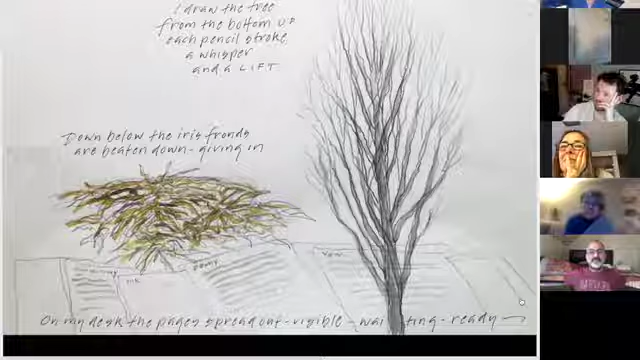 I draw the tree
from the bottom up
each pencil stroke
a whisper
and a LIFT
Down below the iris fronds
are beaten down - giving in
On my desk the pages spread out - visible - waiting - ready -